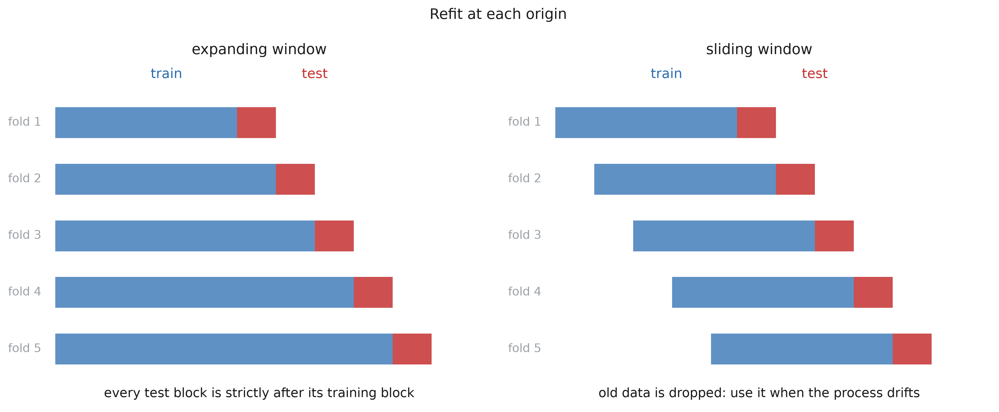 Refit at each origin
expanding window
train
test
fold 1
fold 2
fold 3
fold 4
fold 5
every test block is strictly after its training block
sliding window
train
test
fold 1
fold 2
fold 3
fold 4
fold 5
old data is dropped: use it when the process drifts